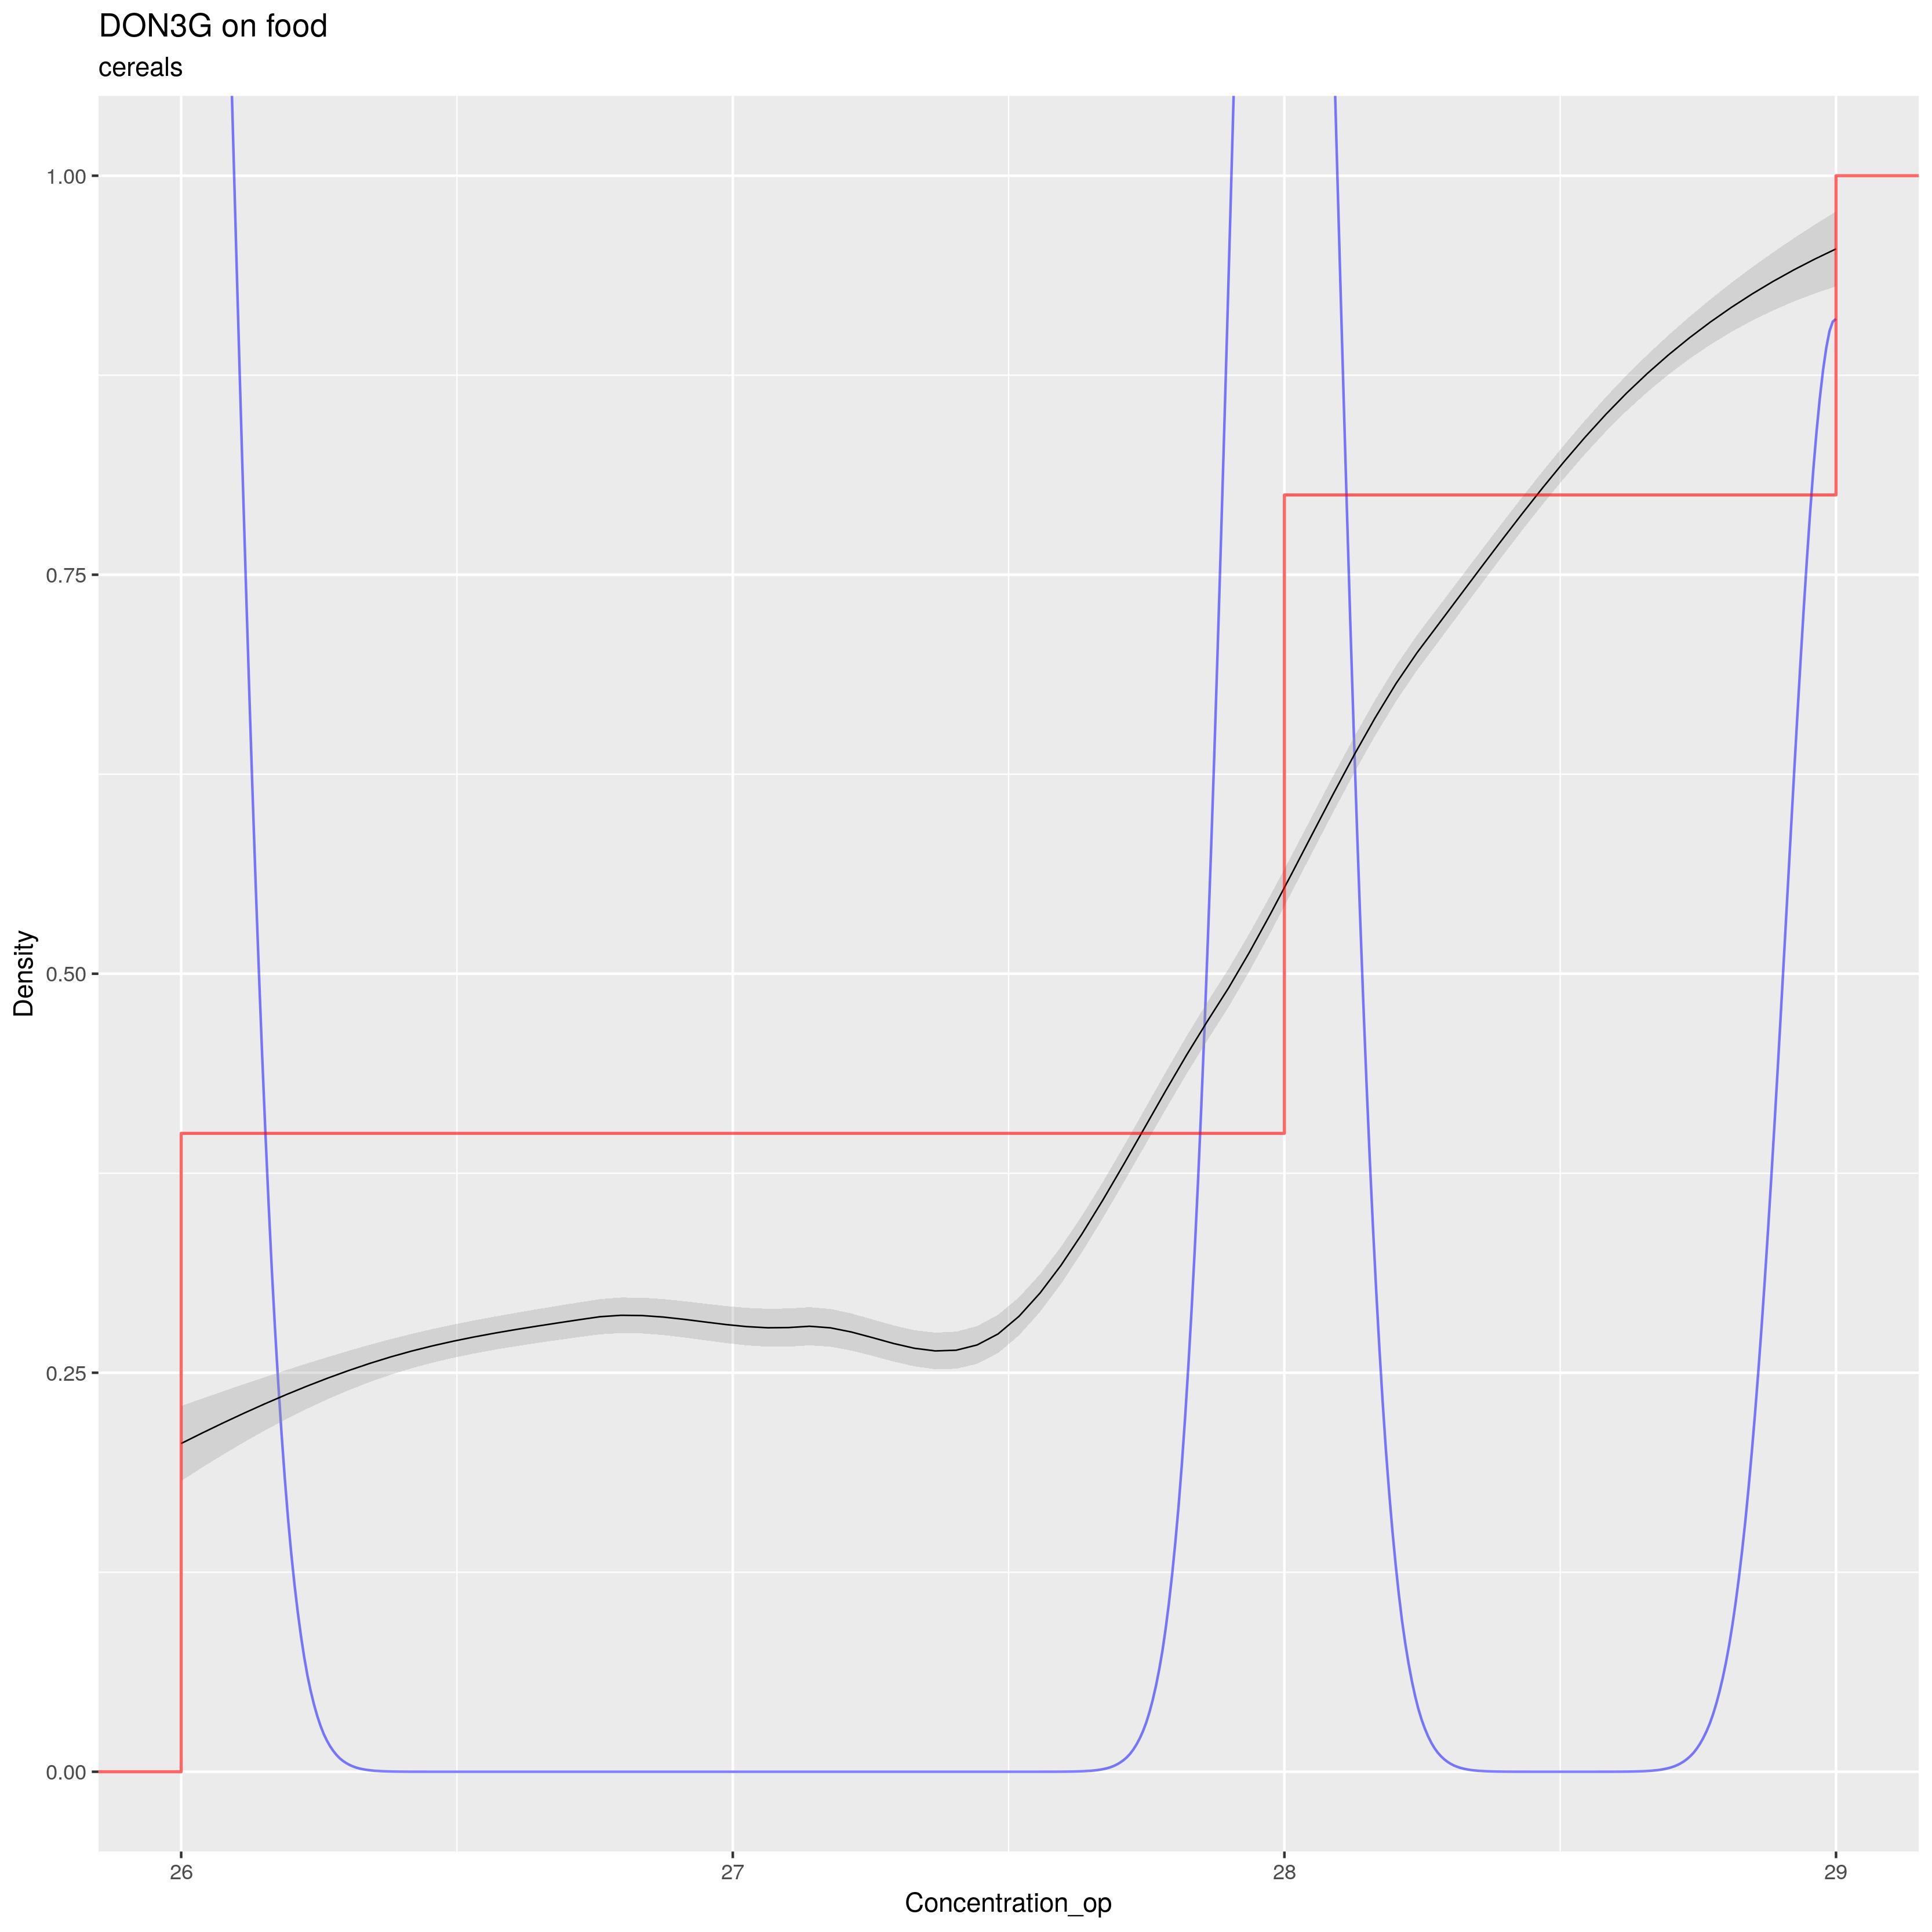 DON3G on food
cereals
1.00
0.75
0.50
0.25
0.00
Density
26 27 28 29
Concentration_op